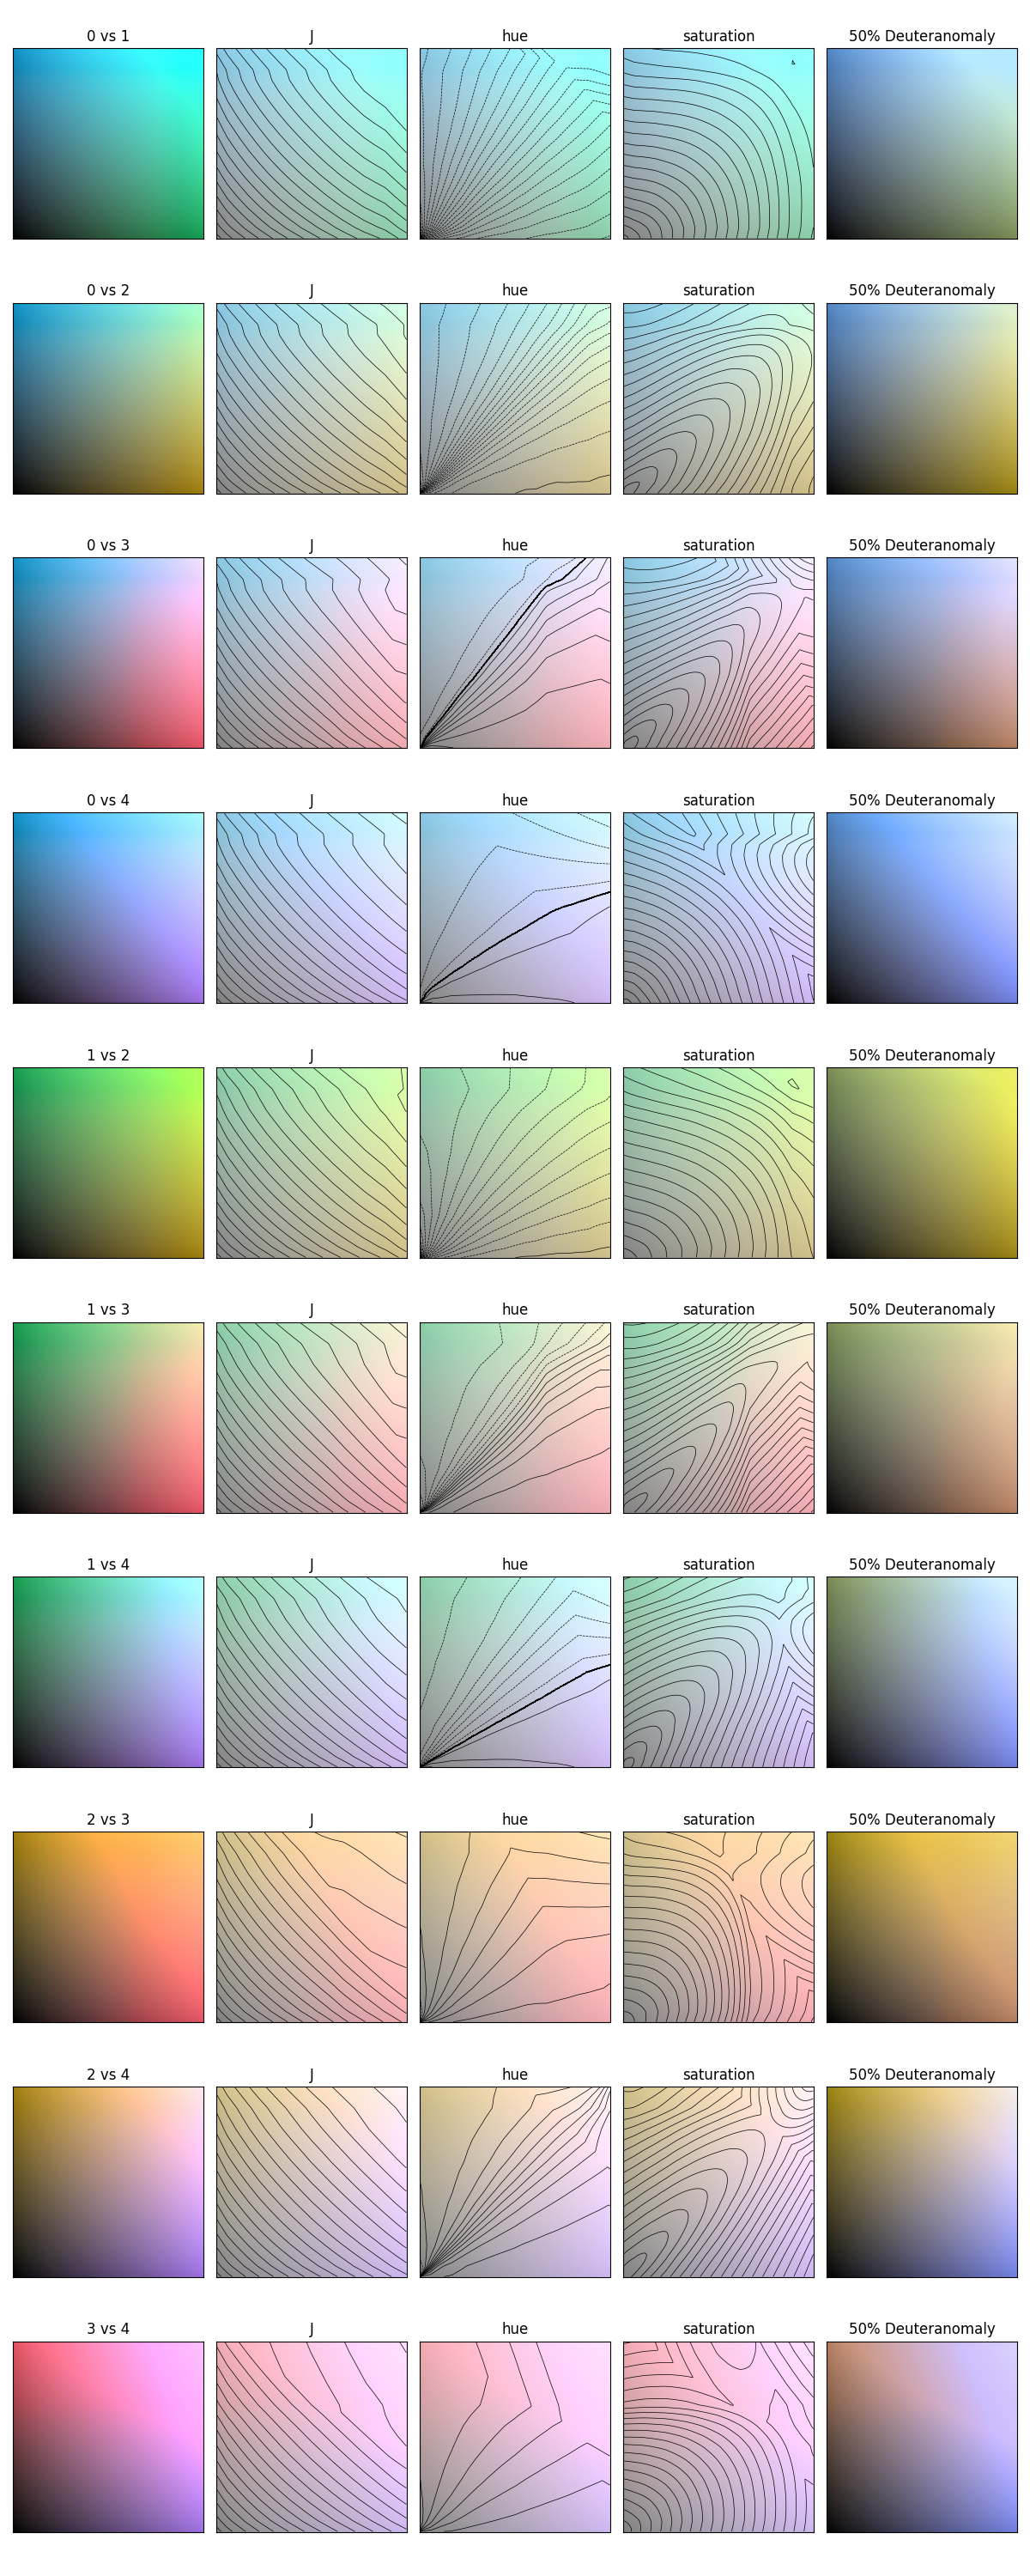 0 vs 1 J hue saturation 50% Deuteranomaly
0 vs 2 J hue saturation 50% Deuteranomaly
0 vs 3 J hue saturation 50% Deuteranomaly
0 vs 4 J hue saturation 50% Deuteranomaly
1 vs 2 J hue saturation 50% Deuteranomaly
1 vs 3 J hue saturation 50% Deuteranomaly
1 vs 4 J hue saturation 50% Deuteranomaly
2 vs 3 J hue saturation 50% Deuteranomaly
2 vs 4 J hue saturation 50% Deuteranomaly
3 vs 4 J hue saturation 50% Deuteranomaly